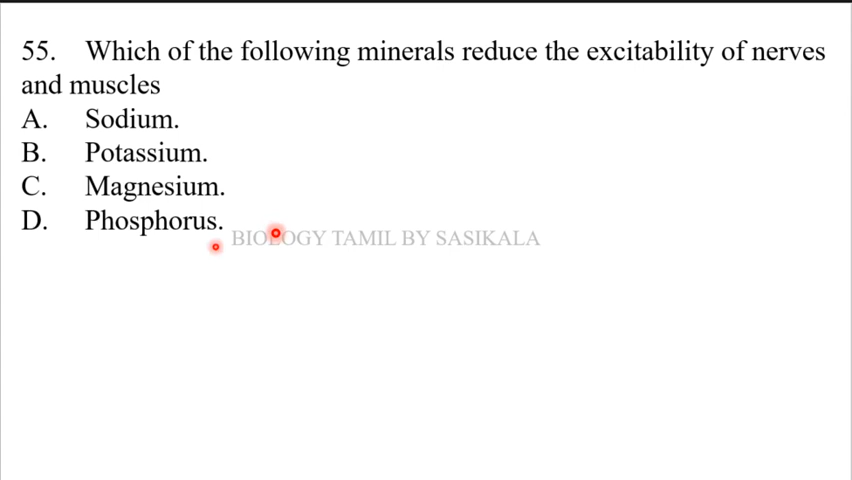 55. Which of the following minerals reduce the excitability of nerves
and muscles
A. Sodium.
B. Potassium.
C. Magnesium.
D. Phosphorus.
BIOLOGY TAMIL BY SASIKALA